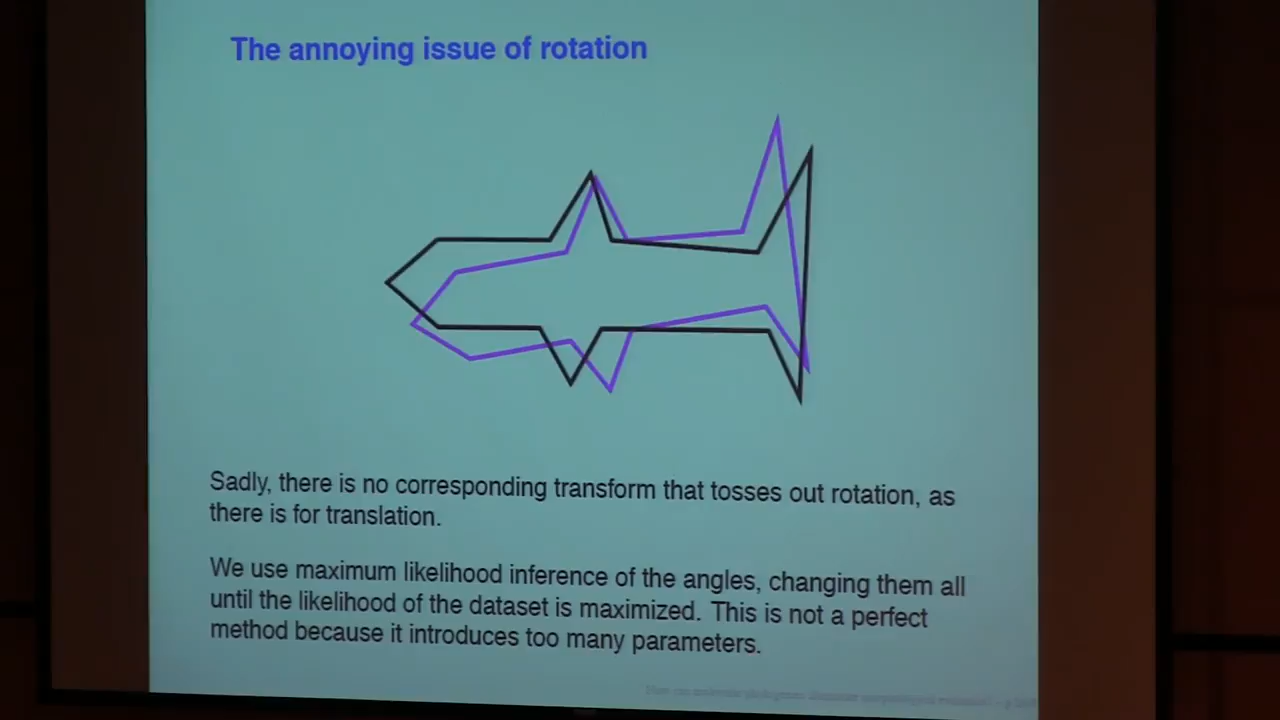 The annoying issue of rotation
Sadly, there is no corresponding transform that tosses out rotation, as
there is for translation.
We use maximum likelihood inference of the angles, changing them all
until the likelihood of the dataset is maximized. This is not a perfect
method because it introduces too many parameters.